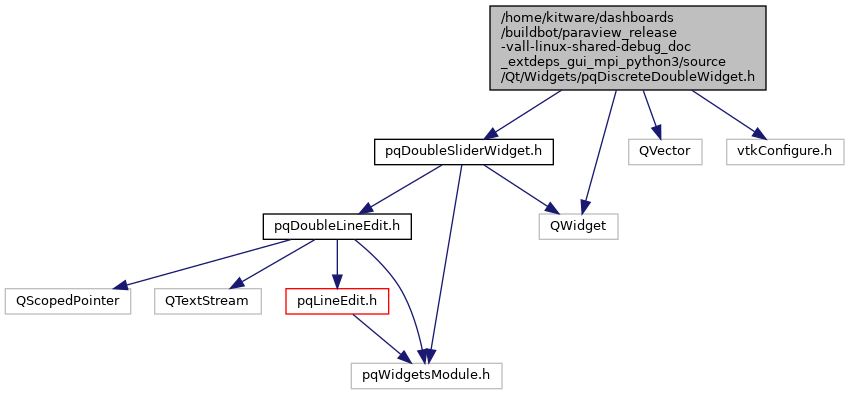 /home/kitware/dashboards
/buildbot/paraview_release
-vall-linux-shared-debug_doc
_extdeps_gui_mpi_python3/source
/Qt/Widgets/pqDiscreteDoubleWidget.h
pqDoubleSliderWidget.h
QVector
vtkConfigure.h
pqDoubleLineEdit.h
QWidget
QScopedPointer
QTextStream
pqLineEdit.h
pqWidgetsModule.h